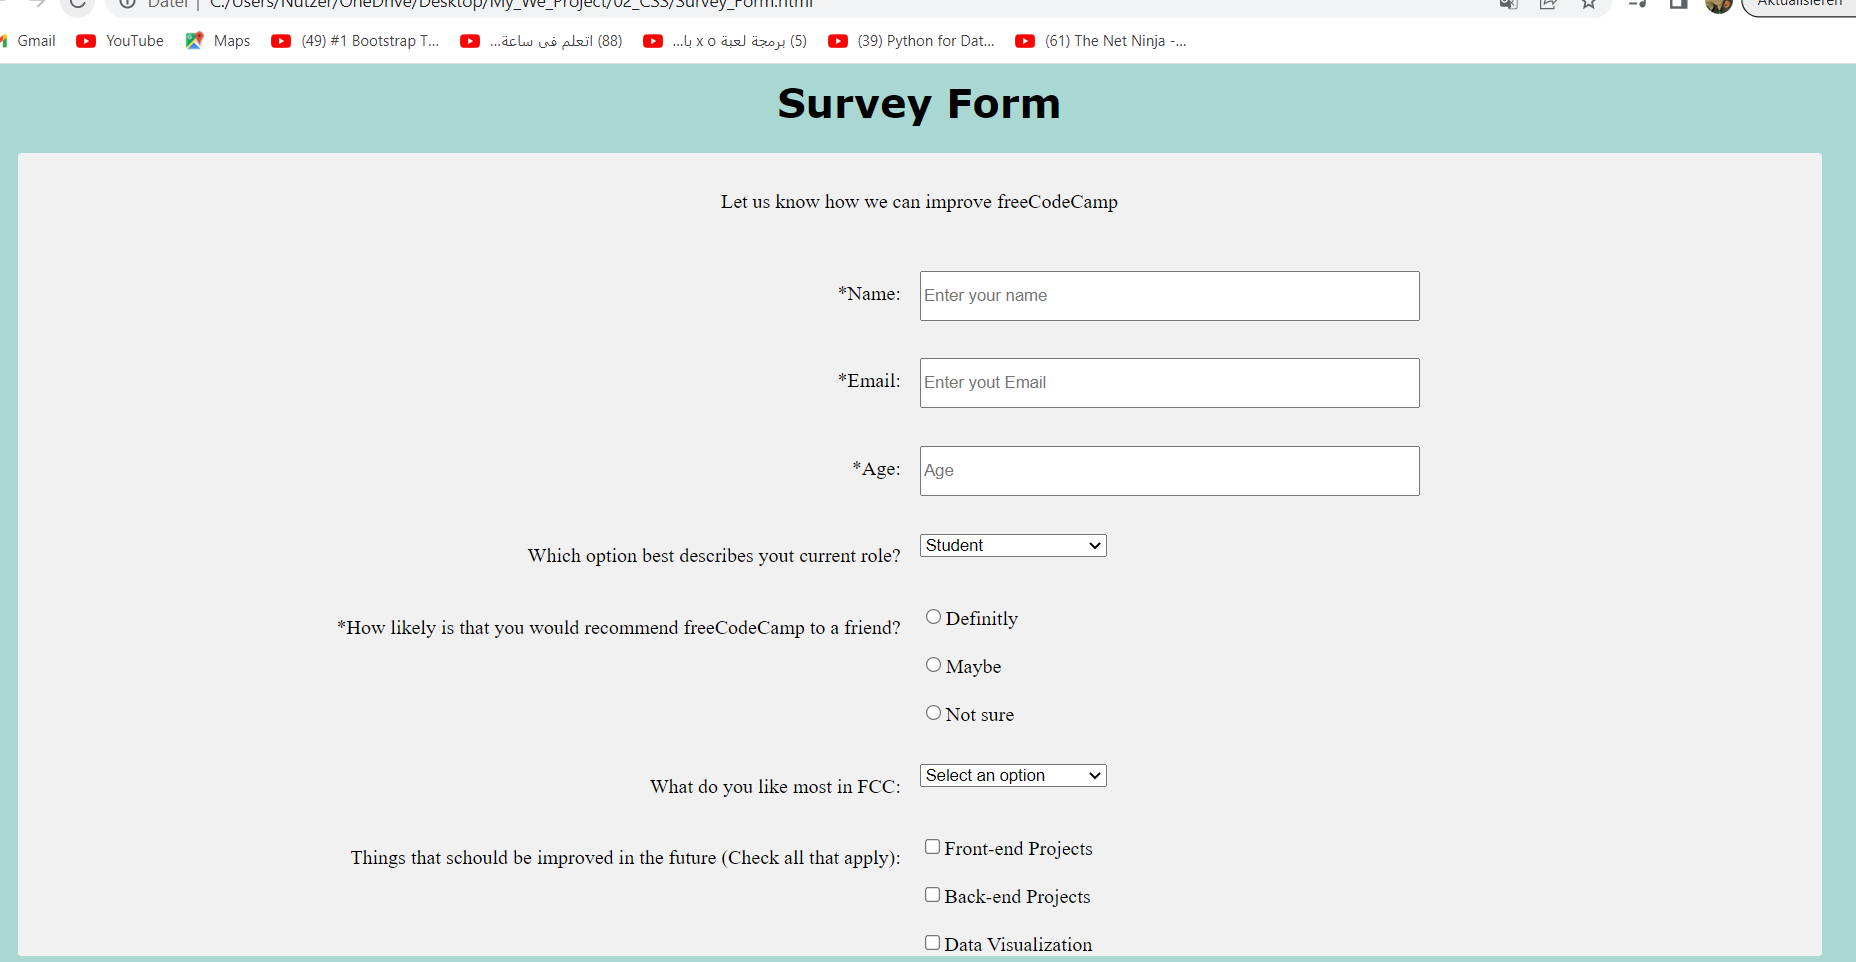 Datei | C:/Users/Nutzer/OneDrive/Desktop/My_We_Project/02_CSS/Survey_Form.html
Aktualisieren
Gmail YouTube Maps (49) #1 Bootstrap T... (88) اتعلم فى ساعة... (5) برمجة لعبة x o با... (39) Python for Dat... (61) The Net Ninja -...
Survey Form
Let us know how we can improve freeCodeCamp
*Name: Enter your name
*Email: Enter yout Email
*Age: Age
Which option best describes yout current role? Student
*How likely is that you would recommend freeCodeCamp to a friend? Definitly
Maybe
Not sure
What do you like most in FCC: Select an option
Things that schould be improved in the future (Check all that apply): Front-end Projects
Back-end Projects
Data Visualization